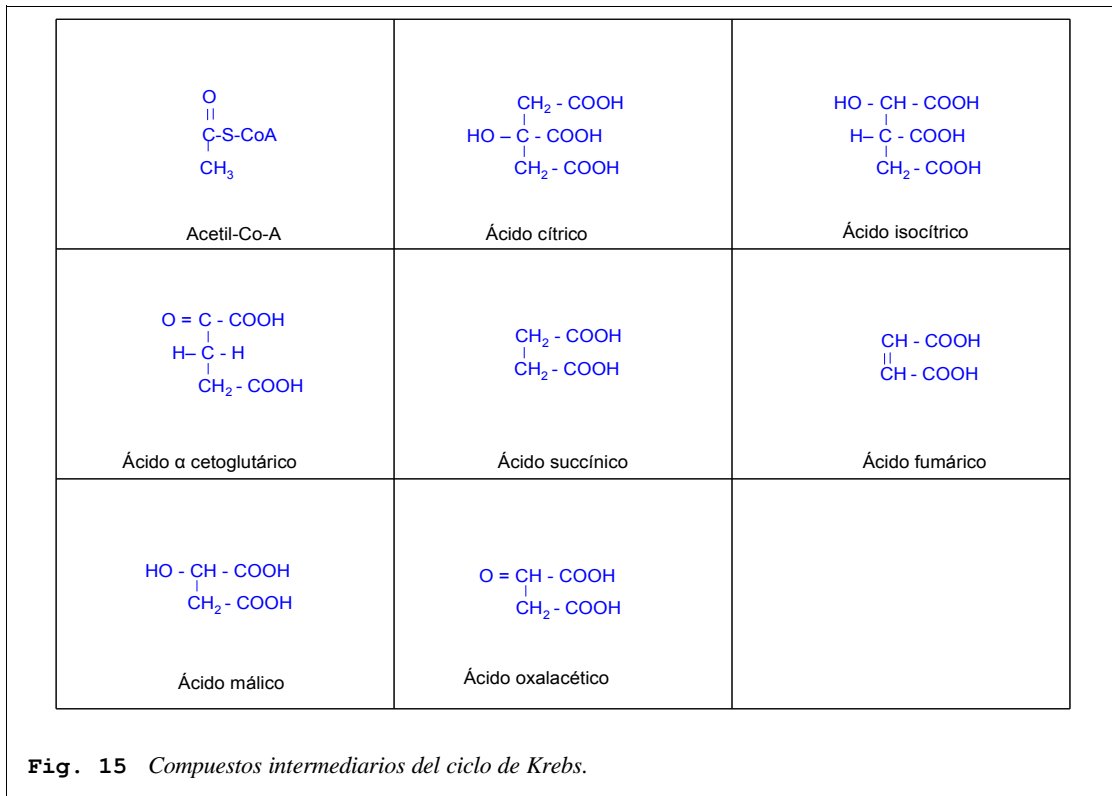 O
||
C-S-CoA
|
CH3
Acetil-Co-A
CH2 - COOH
|
HO – C - COOH
|
CH2 - COOH
Ácido cítrico
HO - CH - COOH
|
H– C - COOH
|
CH2 - COOH
Ácido isocítrico
O = C - COOH
|
H– C - H
|
CH2 - COOH
Ácido α cetoglutárico
CH2 - COOH
|
CH2 - COOH
Ácido succínico
CH - COOH
||
CH - COOH
Ácido fumárico
HO - CH - COOH
|
CH2 - COOH
Ácido málico
O = CH - COOH
|
CH2 - COOH
Ácido oxalacético
Fig. 15 Compuestos intermediarios del ciclo de Krebs.